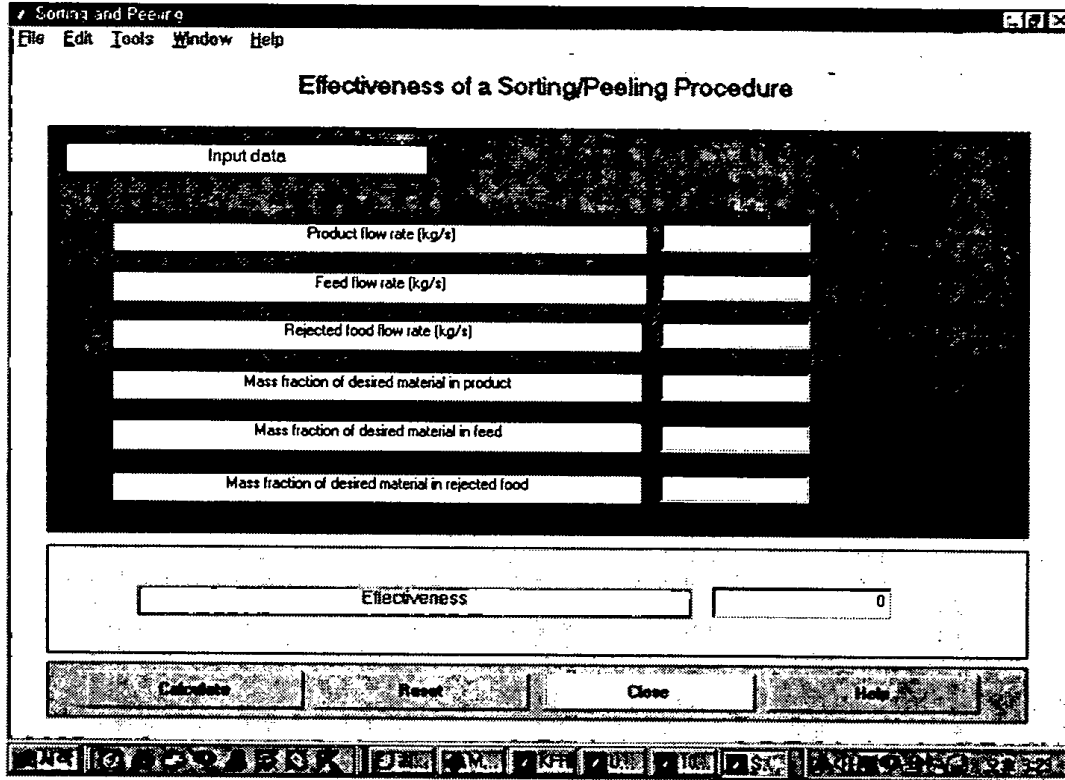 Sorting and Peeling
File Edit Tools Window Help
Effectiveness of a Sorting/Peeling Procedure
Input data
Product flow rate (kg/s)
Feed flow rate (kg/s)
Rejected food flow rate (kg/s)
Mass fraction of desired material in product
Mass fraction of desired material in feed
Mass fraction of desired material in rejected food
Effectiveness 0
Calculate Reset Close Help
시작